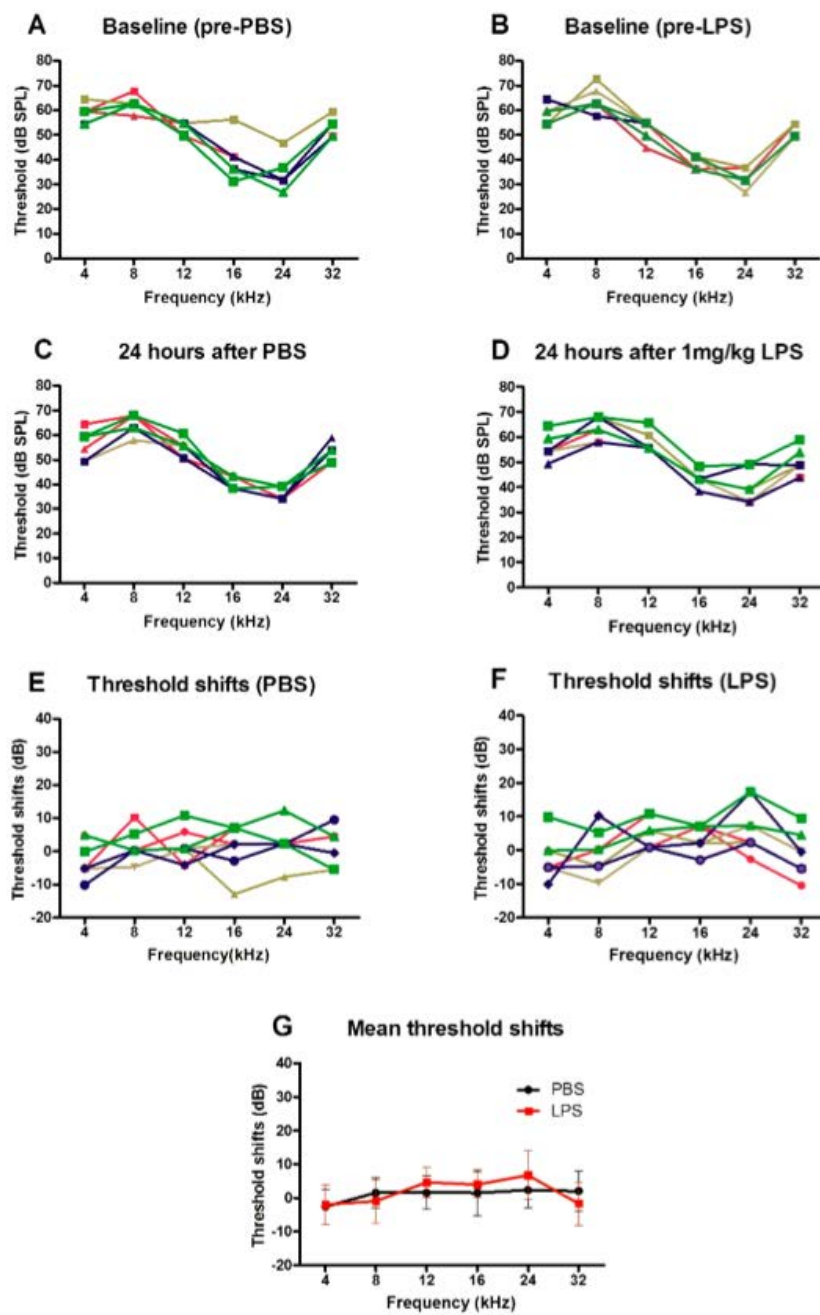 A Baseline (pre-PBS)
Threshold (dB SPL)
80
70
60
50
40
30
20
10
0
4 8 12 16 24 32
Frequency (kHz)
B Baseline (pre-LPS)
Threshold (dB SPL)
80
70
60
50
40
30
20
10
0
4 8 12 16 24 32
Frequency (kHz)
C 24 hours after PBS
Threshold (dB SPL)
80
70
60
50
40
30
20
10
0
4 8 12 16 24 32
Frequency (kHz)
D 24 hours after 1mg/kg LPS
Threshold (dB SPL)
80
70
60
50
40
30
20
10
0
4 8 12 16 24 32
Frequency (kHz)
E Threshold shifts (PBS)
Threshold shifts (dB)
40
30
20
10
0
-10
-20
4 8 12 16 24 32
Frequency(kHz)
F Threshold shifts (LPS)
Threshold shifts (dB)
40
30
20
10
0
-10
-20
4 8 12 16 24 32
Frequency (kHz)
G Mean threshold shifts
Threshold shifts (dB)
40
30
20
10
0
-10
-20
PBS
LPS
4 8 12 16 24 32
Frequency (kHz)